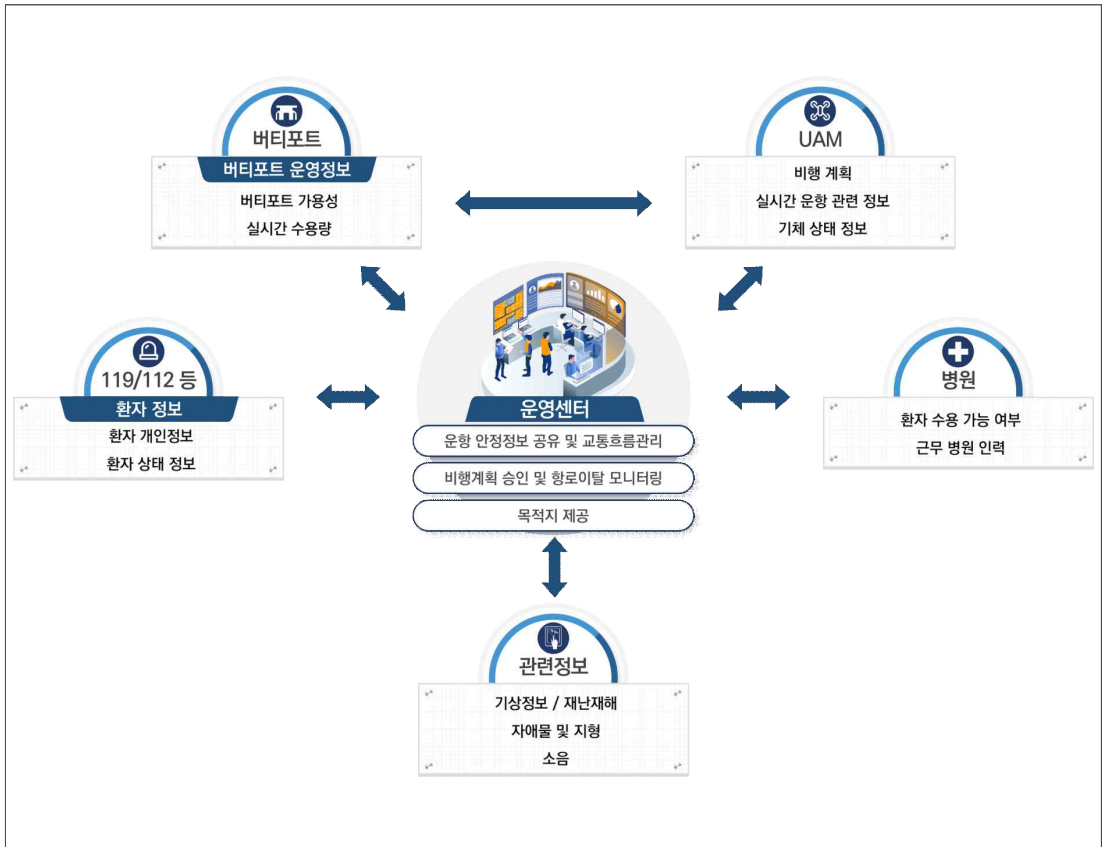 버티포트
버티포트 운영정보
버티포트 가용성
실시간 수용량
UAM
비행 계획
실시간 운항 관련 정보
기체 상태 정보
119/112 등
환자 정보
환자 개인정보
환자 상태 정보
운영센터
운항 안정정보 공유 및 교통흐름관리
비행계획 승인 및 항로이탈 모니터링
목적지 제공
병원
환자 수용 가능 여부
근무 병원 인력
관련정보
기상정보 / 재난재해
자애물 및 지형
소음